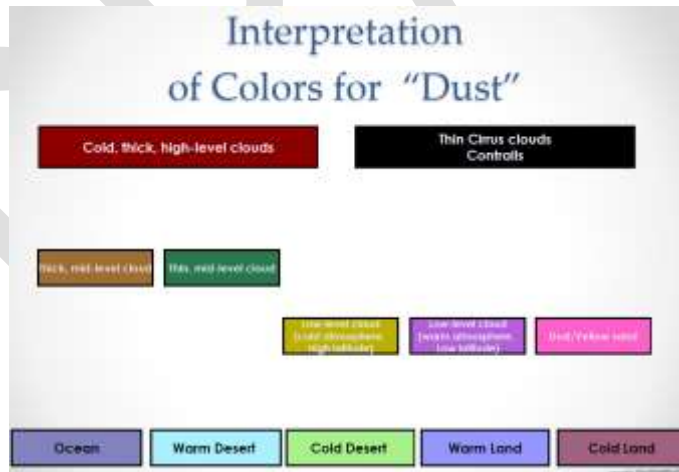 Interpretation
of Colors for "Dust"
Cold, thick, high-level clouds
Thin Cirrus clouds
Contrails
Thick, mid-level cloud
Thin, mid-level cloud
Low-level cloud
(cold atmosphere
High latitude)
Low-level cloud
(warm atmosphere
Low latitude)
Dust/Yellow sand
Ocean
Warm Desert
Cold Desert
Warm Land
Cold Land